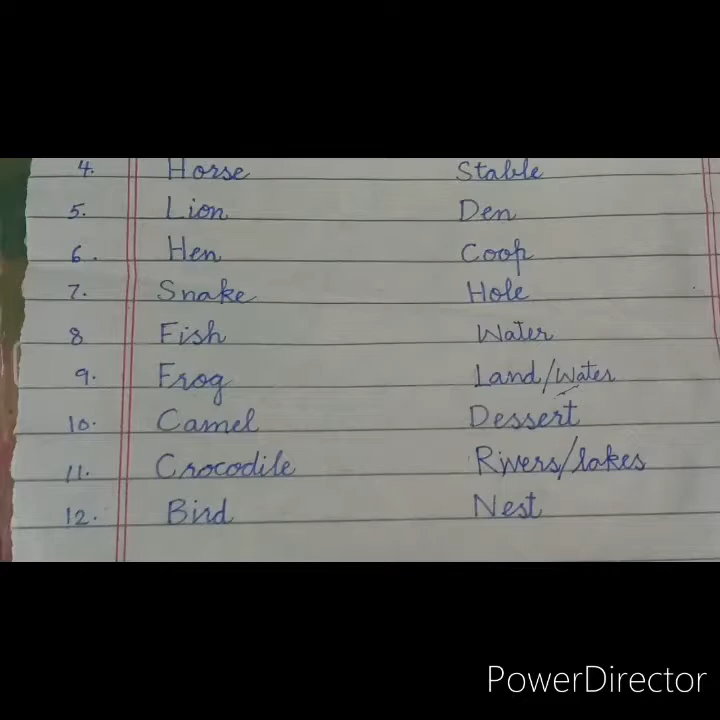 4. Horse Stable
5. Lion Den
6. Hen Coop
7. Snake Hole
8 Fish Water
9. Frog Land/Water
10. Camel Dessert
11. Crocodile Rivers/lakes
12. Bird Nest
PowerDirector